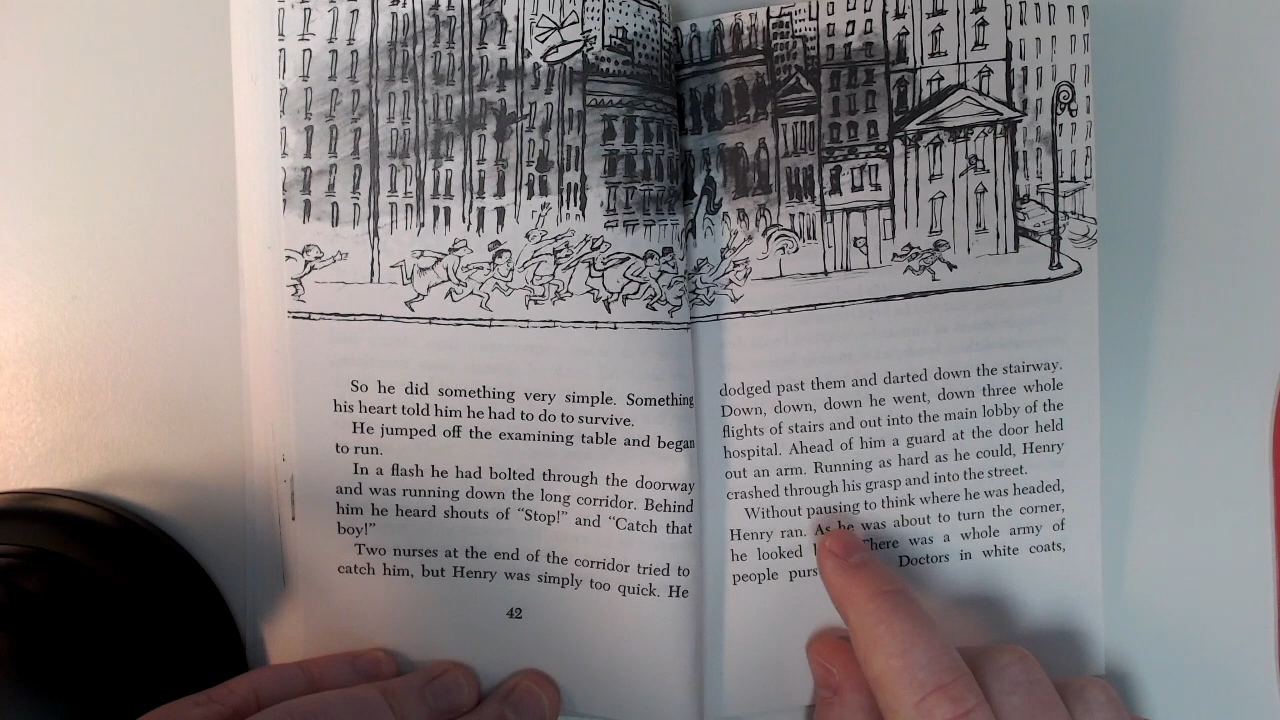 So he did something very simple. Something
his heart told him he had to do to survive.
He jumped off the examining table and began
to run.
In a flash he had bolted through the doorway
and was running down the long corridor. Behind
him he heard shouts of “Stop!” and “Catch that
boy!”
Two nurses at the end of the corridor tried to
catch him, but Henry was simply too quick. He
42
dodged past them and darted down the stairway.
Down, down, down he went, down three whole
flights of stairs and out into the main lobby of the
hospital. Ahead of him a guard at the door held
out an arm. Running as hard as he could, Henry
crashed through his grasp and into the street.
Without pausing to think where he was headed,
Henry ran. As he was about to turn the corner,
he looked There was a whole army of
people Doctors in white coats,